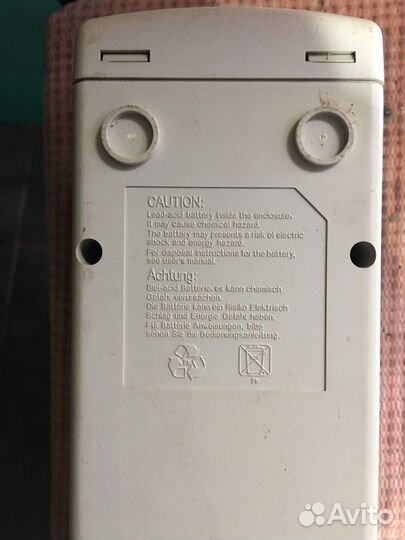 CAUTION:
Lead-acid battery inside the enclosure,
it may cause chemical hazard.
The battery may presents a risk of electric
shock and energy hazard.
For disposal instructions for the battery,
see user's manual.
Achtung:
Blei-acid Batterie, es kann chemisch
Gefahr verursachen.
Die Batterie kann ein Risiko Elektrisch
Schlag und Energie Gefahr haben.
Für Batterie Anweisungen, bitte
sehen Sie die Bedienungsanleitung.
Pb
Pb
Avito